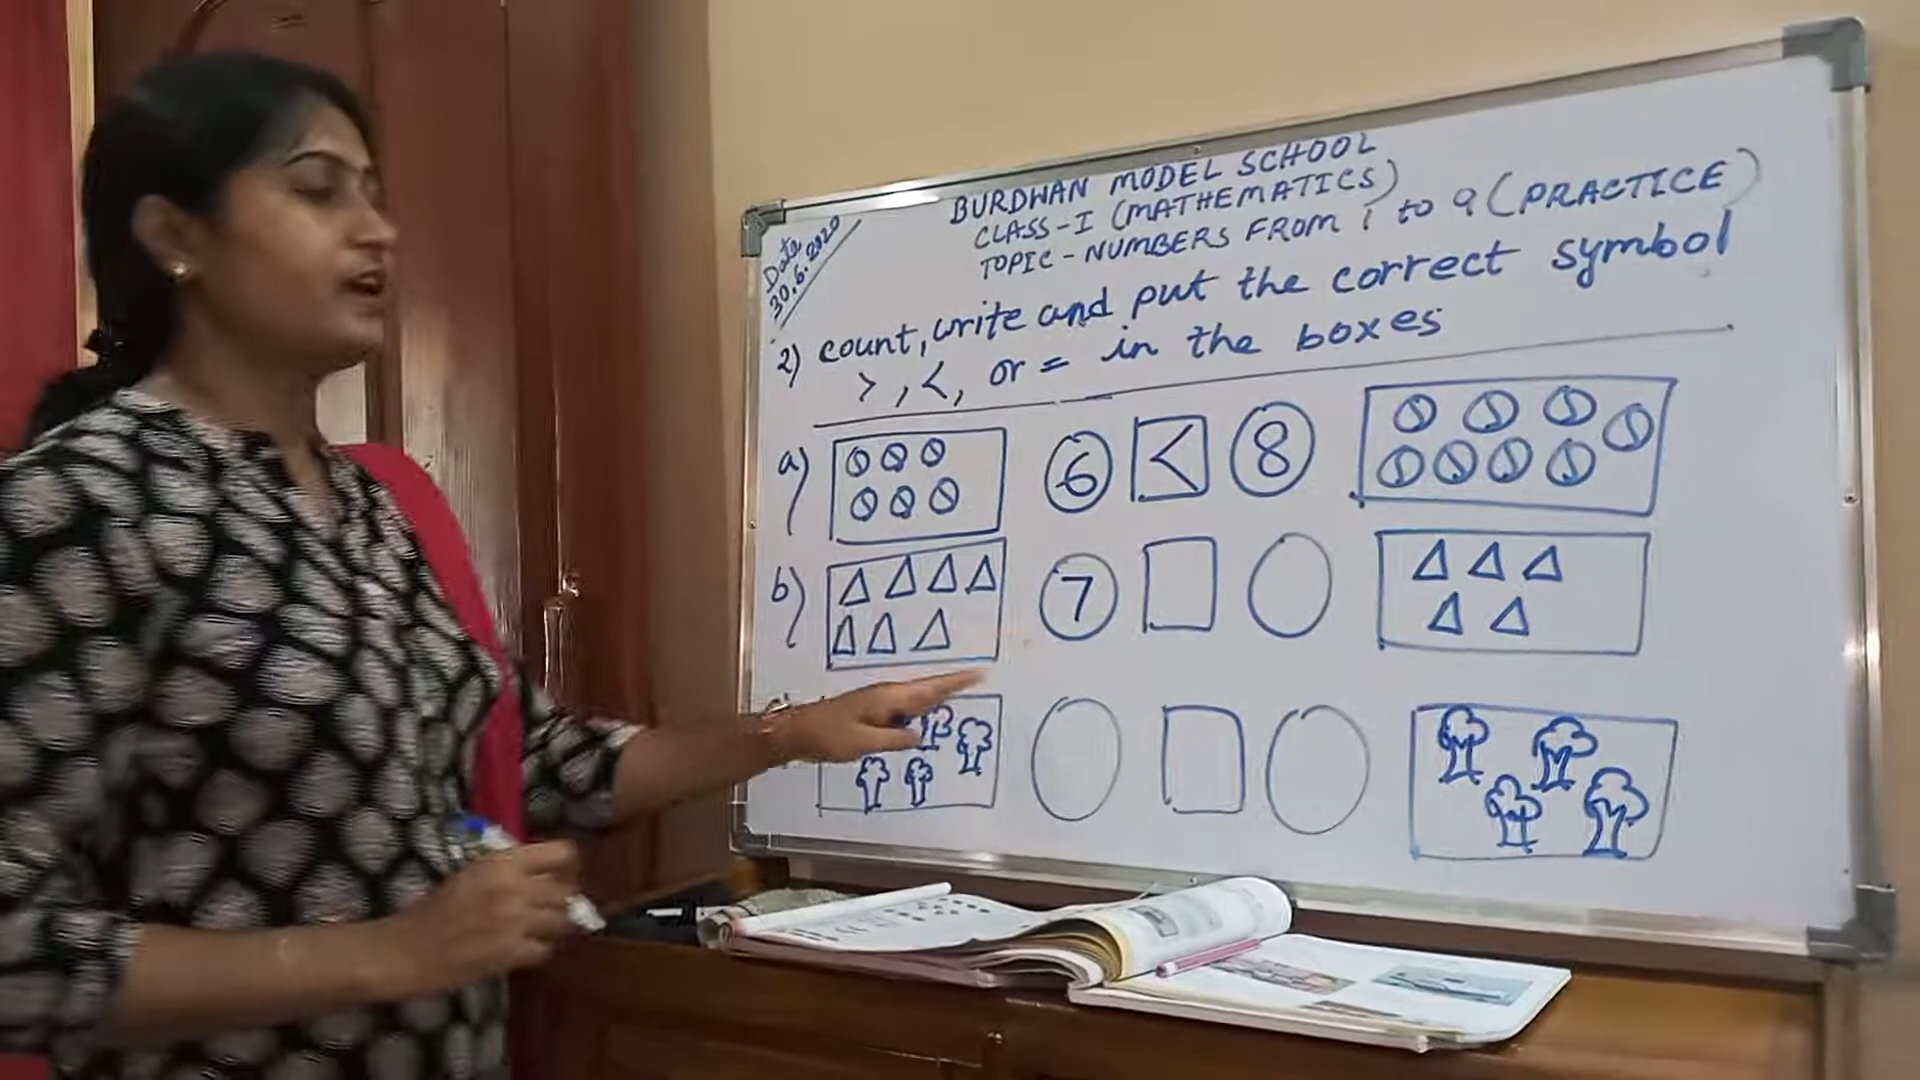 BURDWAN MODEL SCHOOL
CLASS-I (MATHEMATICS)
TOPIC - NUMBERS FROM 1 to 9 (PRACTICE)
Date
30.6.2020
2) count, write and put the correct symbol
>, <, or = in the boxes
a) 6 < 8
b) 7